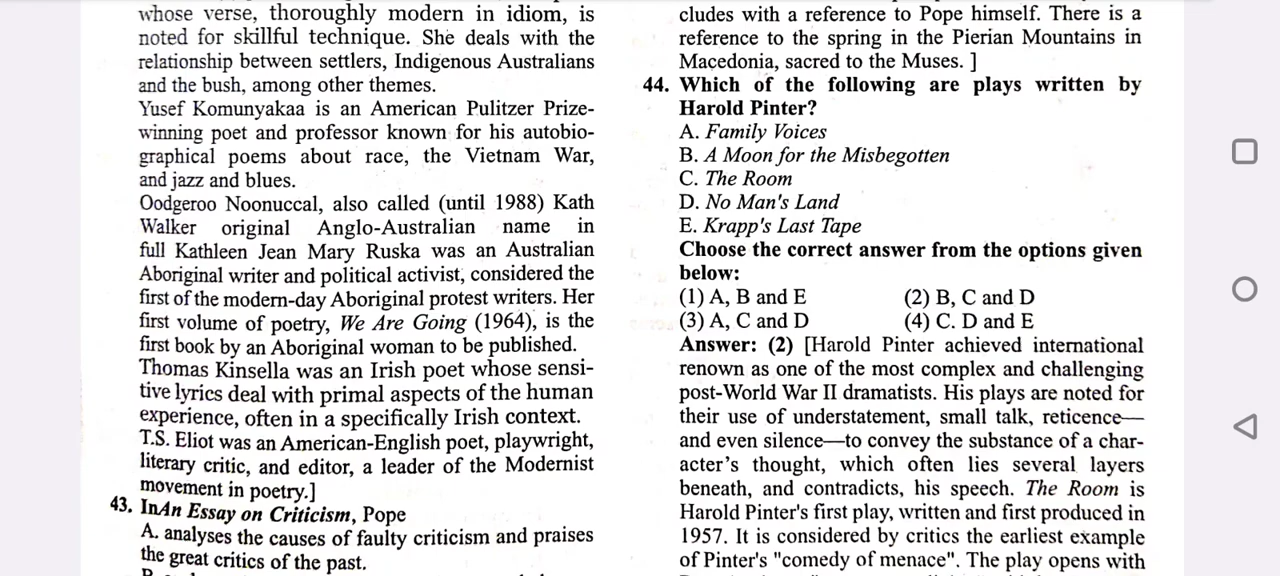 whose verse, thoroughly modern in idiom, is
noted for skillful technique. She deals with the
relationship between settlers, Indigenous Australians
and the bush, among other themes.
Yusef Komunyakaa is an American Pulitzer Prize-
winning poet and professor known for his autobio-
graphical poems about race, the Vietnam War,
and jazz and blues.
Oodgeroo Noonuccal, also called (until 1988) Kath
Walker original Anglo-Australian name in
full Kathleen Jean Mary Ruska was an Australian
Aboriginal writer and political activist, considered the
first of the modern-day Aboriginal protest writers. Her
first volume of poetry, We Are Going (1964), is the
first book by an Aboriginal woman to be published.
Thomas Kinsella was an Irish poet whose sensi-
tive lyrics deal with primal aspects of the human
experience, often in a specifically Irish context.
T.S. Eliot was an American-English poet, playwright,
literary critic, and editor, a leader of the Modernist
movement in poetry.]
43. InAn Essay on Criticism, Pope
A. analyses the causes of faulty criticism and praises
the great critics of the past.
cludes with a reference to Pope himself. There is a
reference to the spring in the Pierian Mountains in
Macedonia, sacred to the Muses. ]
44. Which of the following are plays written by
Harold Pinter?
A. Family Voices
B. A Moon for the Misbegotten
C. The Room
D. No Man's Land
E. Krapp's Last Tape
Choose the correct answer from the options given
below:
(1) A, B and E (2) B, C and D
(3) A, C and D (4) C. D and E
Answer: (2) [Harold Pinter achieved international
renown as one of the most complex and challenging
post-World War II dramatists. His plays are noted for
their use of understatement, small talk, reticence—
and even silence—to convey the substance of a char-
acter's thought, which often lies several layers
beneath, and contradicts, his speech. The Room is
Harold Pinter's first play, written and first produced in
1957. It is considered by critics the earliest example
of Pinter's "comedy of menace". The play opens with